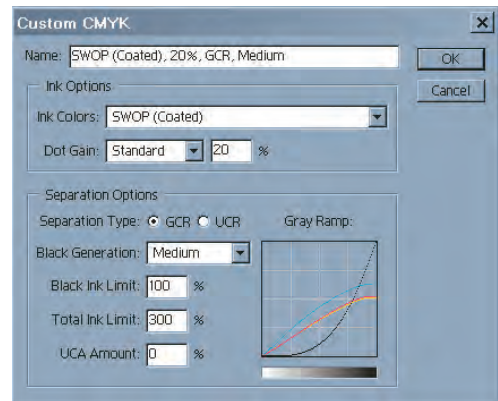 Custom CMYK
Name: SWOP (Coated), 20%, GCR, Medium
OK
Cancel
Ink Options
Ink Colors: SWOP (Coated)
Dot Gain: Standard 20 %
Separation Options
Separation Type: GCR UCR Gray Ramp:
Black Generation: Medium
Black Ink Limit: 100 %
Total Ink Limit: 300 %
UCA Amount: 0 %